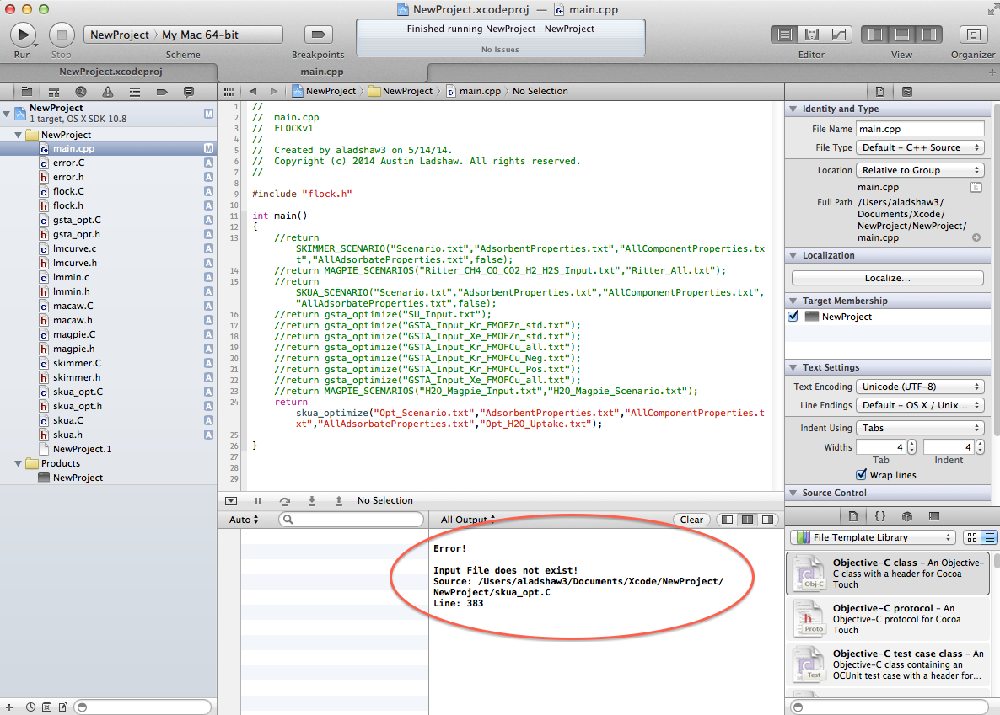 NewProject.xcodeproj — main.cpp
Run
Stop
NewProject
My Mac 64-bit
Scheme
Breakpoints
Finished running NewProject : NewProject
No Issues
Editor
View
Organizer
NewProject.xcodeproj
main.cpp
NewProject
1 target, OS X SDK 10.8
M
NewProject
main.cpp
M
error.C
A
error.h
A
flock.C
A
flock.h
A
gsta_opt.C
A
gsta_opt.h
A
lmcurve.c
A
lmcurve.h
A
lmmin.c
A
lmmin.h
A
macaw.C
A
macaw.h
A
magpie.C
A
magpie.h
A
skimmer.C
A
skimmer.h
A
skua_opt.C
A
skua_opt.h
A
skua.C
A
skua.h
A
NewProject.1
Products
NewProject
NewProject
NewProject
main.cpp
No Selection
1 //
2 // main.cpp
3 // FLOCKv1
4 //
5 // Created by aladshaw3 on 5/14/14.
6 // Copyright (c) 2014 Austin Ladshaw. All rights reserved.
7 //
8
9 #include "flock.h"
10
11 int main()
12 {
13 //return
SKIMMER_SCENARIO("Scenario.txt","AdsorbentProperties.txt","AllComponentProperties.tx
t","AllAdsorbateProperties.txt",false);
14 //return MAGPIE_SCENARIOS("Ritter_CH4_CO_CO2_H2_H2S_Input.txt","Ritter_All.txt");
15 //return
SKUA_SCENARIO("Scenario.txt","AdsorbentProperties.txt","AllComponentProperties.txt",
"AllAdsorbateProperties.txt",false);
16 //return gsta_optimize("SU_Input.txt");
17 //return gsta_optimize("GSTA_Input_Kr_FMOFZn_std.txt");
18 //return gsta_optimize("GSTA_Input_Xe_FMOFZn_std.txt");
19 //return gsta_optimize("GSTA_Input_Kr_FMOFCu_all.txt");
20 //return gsta_optimize("GSTA_Input_Kr_FMOFCu_Neg.txt");
21 //return gsta_optimize("GSTA_Input_Kr_FMOFCu_Pos.txt");
22 //return gsta_optimize("GSTA_Input_Xe_FMOFCu_all.txt");
23 //return MAGPIE_SCENARIOS("H2O_Magpie_Input.txt","H2O_Magpie_Scenario.txt");
24 return
skua_optimize("Opt_Scenario.txt","AdsorbentProperties.txt","AllComponentProperties.t
xt","AllAdsorbateProperties.txt","Opt_H2O_Uptake.txt");
25
26 }
27
28
29
No Selection
Auto
All Output
Clear
Error!
Input File does not exist!
Source: /Users/aladshaw3/Documents/Xcode/NewProject/
NewProject/skua_opt.C
Line: 383
Identity and Type
File Name main.cpp
File Type Default - C++ Source
Location Relative to Group
main.cpp
Full Path /Users/aladshaw3/
Documents/Xcode/
NewProject/NewProject/
main.cpp
Localization
Localize...
Target Membership
NewProject
Text Settings
Text Encoding Unicode (UTF-8)
Line Endings Default - OS X / Unix...
Indent Using Tabs
Widths 4 4
Tab Indent
Wrap lines
Source Control
{ }
File Template Library
Obj-C
Objective-C class - An Objective-
C class with a header for Cocoa
Touch
Proto
Objective-C protocol - An
Objective-C protocol for Cocoa
Touch
Test
Objective-C test case class - An
Objective-C class containing an
OCUnit test case with a header for...